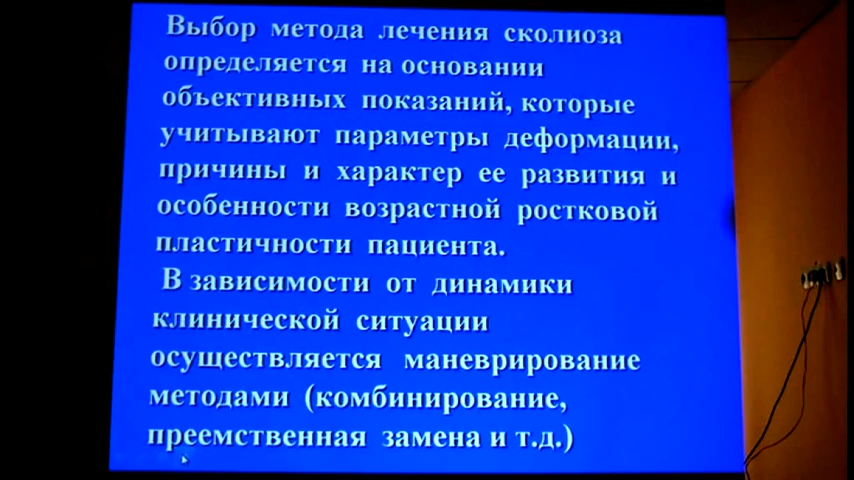 Выбор метода лечения сколиоза
определяется на основании
объективных показаний, которые
учитывают параметры деформации,
причины и характер ее развития и
особенности возрастной ростковой
пластичности пациента.
В зависимости от динамики
клинической ситуации
осуществляется маневрирование
методами (комбинирование,
преемственная замена и т.д.)